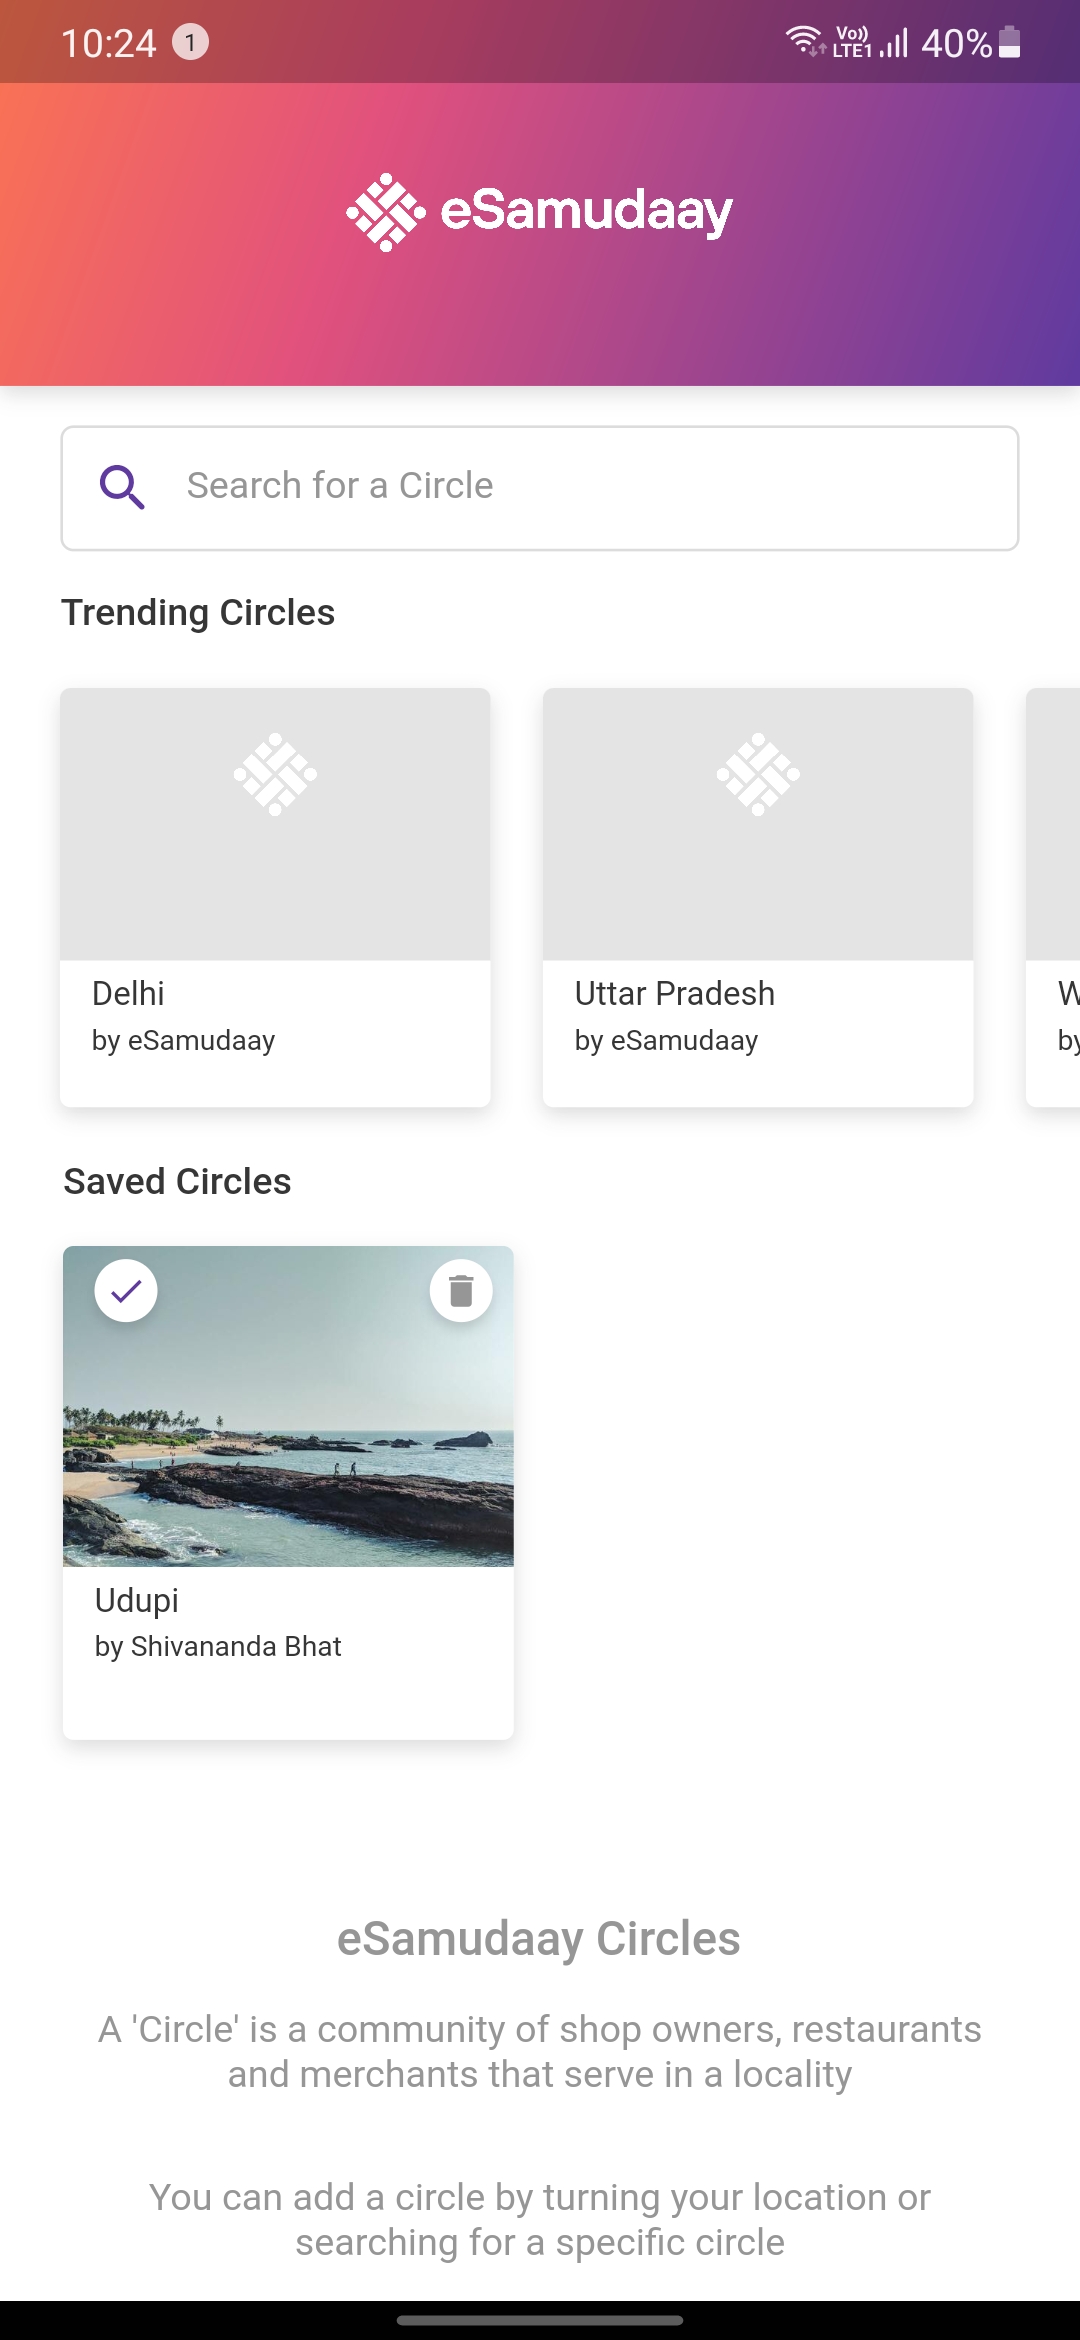 10:24 1 Vo)) LTE1 40%
eSamudaay
Search for a Circle
Trending Circles
Delhi
by eSamudaay
Uttar Pradesh
by eSamudaay
W
by
Saved Circles
Udupi
by Shivananda Bhat
eSamudaay Circles
A 'Circle' is a community of shop owners, restaurants
and merchants that serve in a locality
You can add a circle by turning your location or
searching for a specific circle